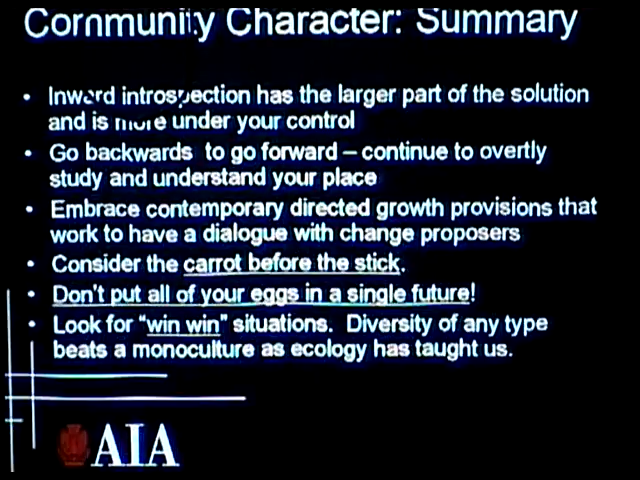 Community Character: Summary
• Inward introspection has the larger part of the solution
and is more under your control
• Go backwards to go forward – continue to overtly
study and understand your place
• Embrace contemporary directed growth provisions that
work to have a dialogue with change proposers
• Consider the carrot before the stick.
• Don't put all of your eggs in a single future!
• Look for “win win” situations. Diversity of any type
beats a monoculture as ecology has taught us.
AIA